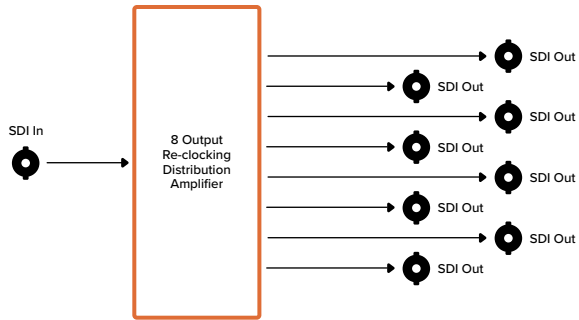 SDI In
8 Output
Re-clocking
Distribution
Amplifier
SDI Out
SDI Out
SDI Out
SDI Out
SDI Out
SDI Out
SDI Out
SDI Out